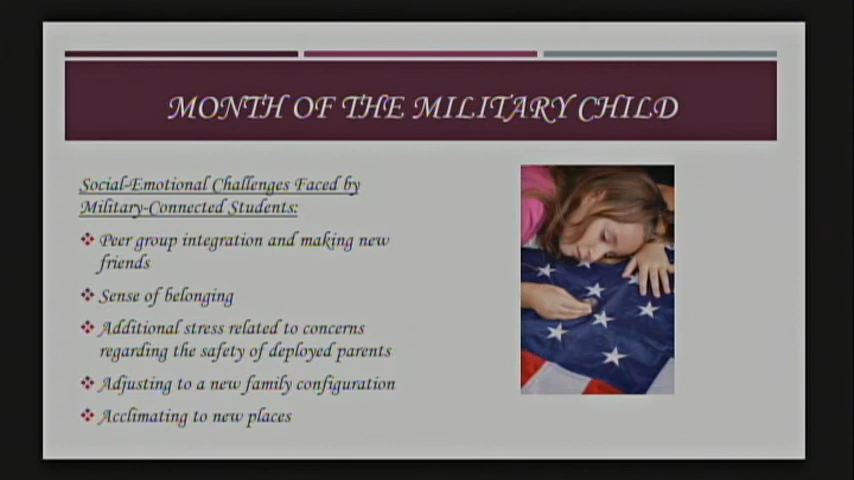 MONTH OF THE MILITARY CHILD
Social-Emotional Challenges Faced by
Military-Connected Students:
Peer group integration and making new
friends
Sense of belonging
Additional stress related to concerns
regarding the safety of deployed parents
Adjusting to a new family configuration
Acclimating to new places